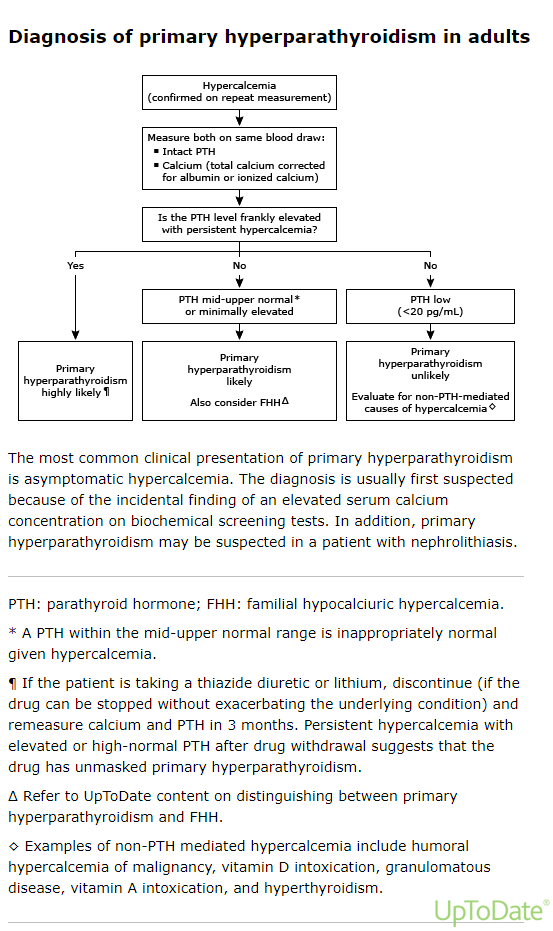 Diagnosis of primary hyperparathyroidism in adults
Hypercalcemia
(confirmed on repeat measurement)
Measure both on same blood draw:
▪ Intact PTH
▪ Calcium (total calcium corrected
for albumin or ionized calcium)
Is the PTH level frankly elevated
with persistent hypercalcemia?
Yes
No
No
PTH mid-upper normal*
or minimally elevated
PTH low
(<20 pg/mL)
Primary
hyperparathyroidism
highly likely¶
Primary
hyperparathyroidism
likely
Also consider FHHΔ
Primary
hyperparathyroidism
unlikely
Evaluate for non-PTH-mediated
causes of hypercalcemia◇
The most common clinical presentation of primary hyperparathyroidism
is asymptomatic hypercalcemia. The diagnosis is usually first suspected
because of the incidental finding of an elevated serum calcium
concentration on biochemical screening tests. In addition, primary
hyperparathyroidism may be suspected in a patient with nephrolithiasis.
PTH: parathyroid hormone; FHH: familial hypocalciuric hypercalcemia.
* A PTH within the mid-upper normal range is inappropriately normal
given hypercalcemia.
¶ If the patient is taking a thiazide diuretic or lithium, discontinue (if the
drug can be stopped without exacerbating the underlying condition) and
remeasure calcium and PTH in 3 months. Persistent hypercalcemia with
elevated or high-normal PTH after drug withdrawal suggests that the
drug has unmasked primary hyperparathyroidism.
Δ Refer to UpToDate content on distinguishing between primary
hyperparathyroidism and FHH.
◇ Examples of non-PTH mediated hypercalcemia include humoral
hypercalcemia of malignancy, vitamin D intoxication, granulomatous
disease, vitamin A intoxication, and hyperthyroidism.
UpToDate®